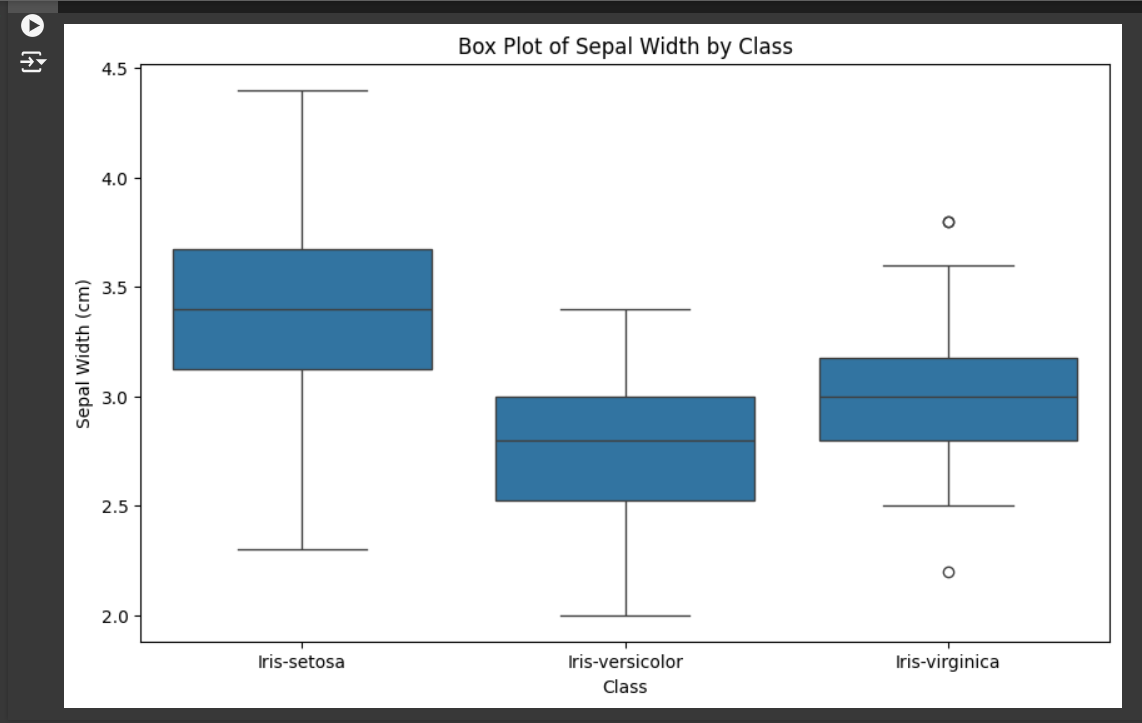 Box Plot of Sepal Width by Class
4.5
4.0
3.5
3.0
2.5
2.0
Sepal Width (cm)
Iris-setosa Iris-versicolor Iris-virginica
Class